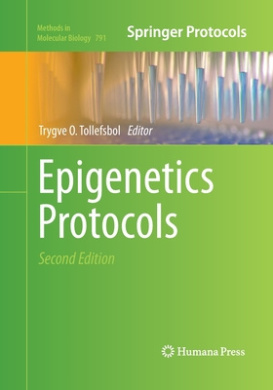 Methods in
Molecular Biology 791
Springer Protocols
Trygve O. Tollefsbol Editor
Epigenetics
Protocols
Second Edition
Humana Press